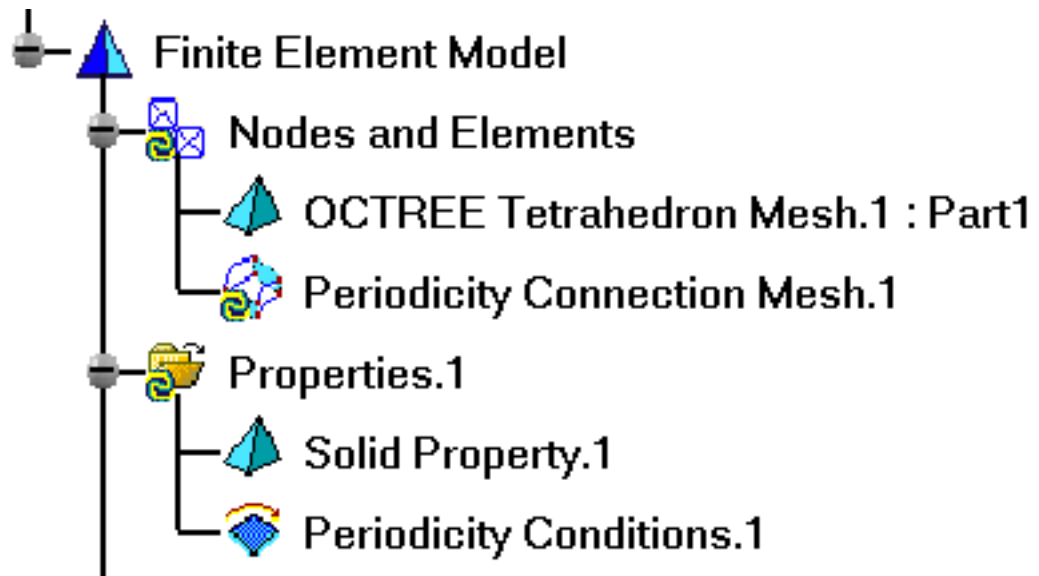 Finite Element Model
Nodes and Elements
OCTREE Tetrahedron Mesh.1 : Part1
Periodicity Connection Mesh.1
Properties.1
Solid Property.1
Periodicity Conditions.1